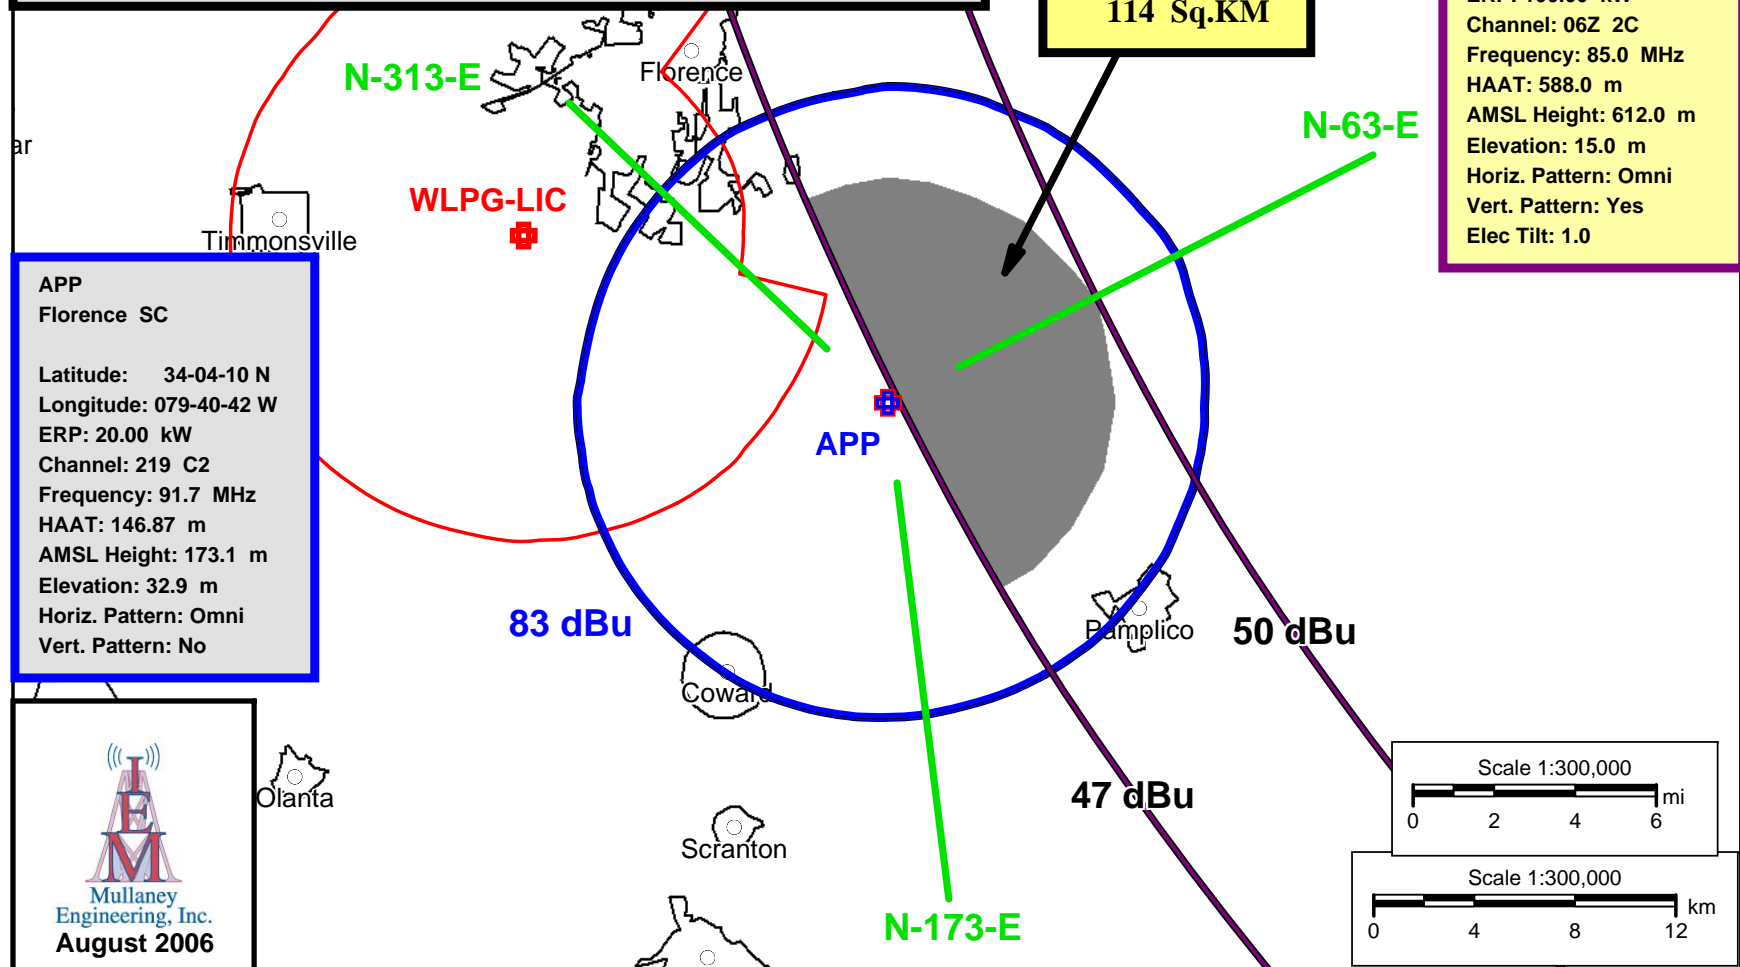 114 Sq.KM
Channel: 06Z 2C
Frequency: 85.0 MHz
HAAT: 588.0 m
AMSL Height: 612.0 m
Elevation: 15.0 m
Horiz. Pattern: Omni
Vert. Pattern: Yes
Elec Tilt: 1.0
N-313-E
Florence
N-63-E
ar
WLPG-LIC
Timmonsville
APP
Florence SC
Latitude: 34-04-10 N
Longitude: 079-40-42 W
ERP: 20.00 kW
Channel: 219 C2
Frequency: 91.7 MHz
HAAT: 146.87 m
AMSL Height: 173.1 m
Elevation: 32.9 m
Horiz. Pattern: Omni
Vert. Pattern: No
APP
83 dBu
Pamplico
50 dBu
Coward
47 dBu
Olanta
Scranton
N-173-E
IEM
Mullaney
Engineering, Inc.
August 2006
Scale 1:300,000
mi
0 2 4 6
Scale 1:300,000
km
0 4 8 12